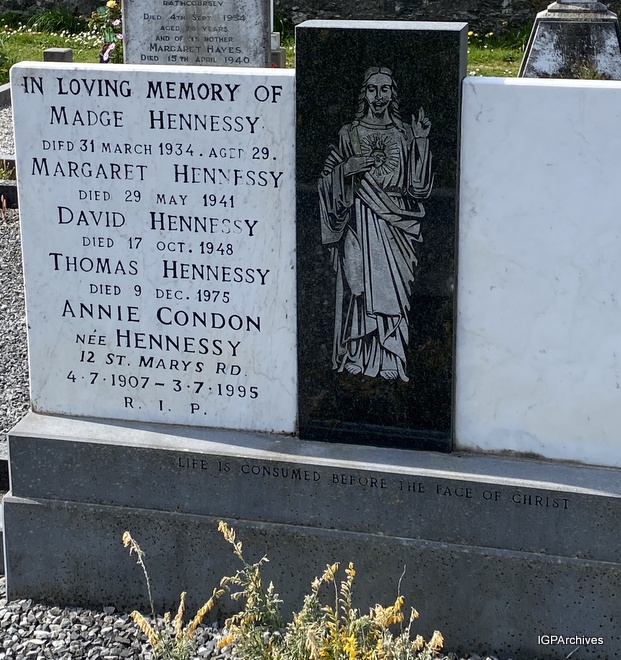 RATHCOURSEY
DIED 4TH SEPT. 1934
AGED 76 YEARS
AND OF HIS MOTHER
MARGARET HAYES
DIED 15TH APRIL 1940
IN LOVING MEMORY OF
MADGE HENNESSY
DIED 31 MARCH 1934. AGED 29.
MARGARET HENNESSY
DIED 29 MAY 1941
DAVID HENNESSY
DIED 17 OCT. 1948
THOMAS HENNESSY
DIED 9 DEC. 1975
ANNIE CONDON
NÉE HENNESSY
12 ST. MARYS RD.
4·7·1907 – 3·7·1995
R. I. P.
LIFE IS CONSUMED BEFORE THE FACE OF CHRIST
IGPArchives